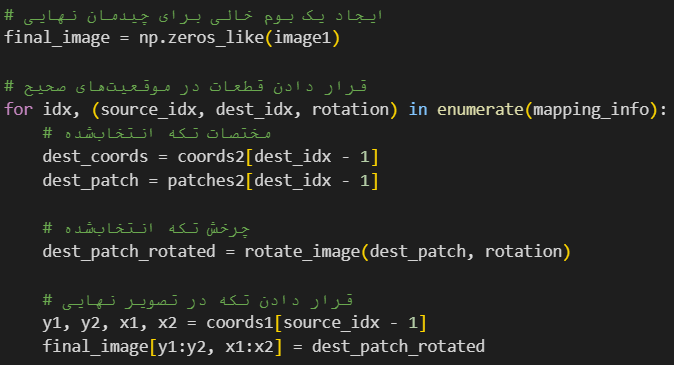 # ایجاد یک بوم خالی برای چیدمان نهایی
final_image = np.zeros_like(image1)

# قرار دادن قطعات در موقعیت‌های صحیح
for idx, (source_idx, dest_idx, rotation) in enumerate(mapping_info):
    # مختصات تکه انتخاب‌شده
    dest_coords = coords2[dest_idx - 1]
    dest_patch = patches2[dest_idx - 1]

    # چرخش تکه انتخاب‌شده
    dest_patch_rotated = rotate_image(dest_patch, rotation)

    # قرار دادن تکه در تصویر نهایی
    y1, y2, x1, x2 = coords1[source_idx - 1]
    final_image[y1:y2, x1:x2] = dest_patch_rotated